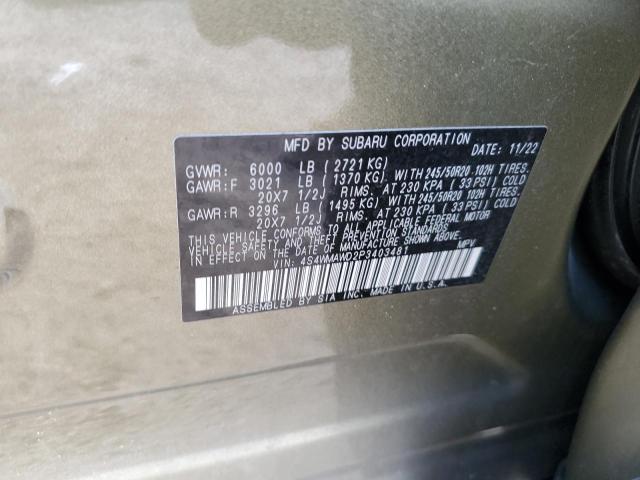 MFD BY SUBARU CORPORATION DATE: 11/22
GVWR: 6000 LB ( 2721 KG)
GAWR:F 3021 LB ( 1370 KG) WITH 245/50R20 102H TIRES.
20X7 1/2J RIMS. AT 230 KPA ( 33 PSI) COLD
GAWR:R 3296 LB ( 1495 KG) WITH 245/50R20 102H TIRES.
20X7 1/2J RIMS. AT 230 KPA ( 33 PSI) COLD
THIS VEHICLE CONFORMS TO ALL APPLICABLE FEDERAL MOTOR
VEHICLE SAFETY STANDARDS IN EFFECT ON THE DATE OF
MANUFACTURE SHOWN ABOVE.
VIN: 4S4WMAWD2P3403481 MPV
ASSEMBLED BY SIA INC. MADE IN U.S.A.